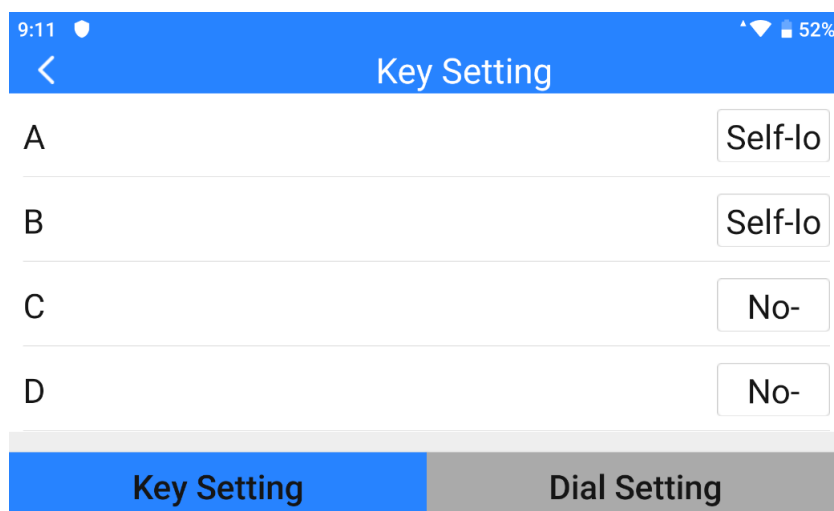 9:11 52%
Key Setting
A Self-lo
B Self-lo
C No-
D No-
Key Setting Dial Setting